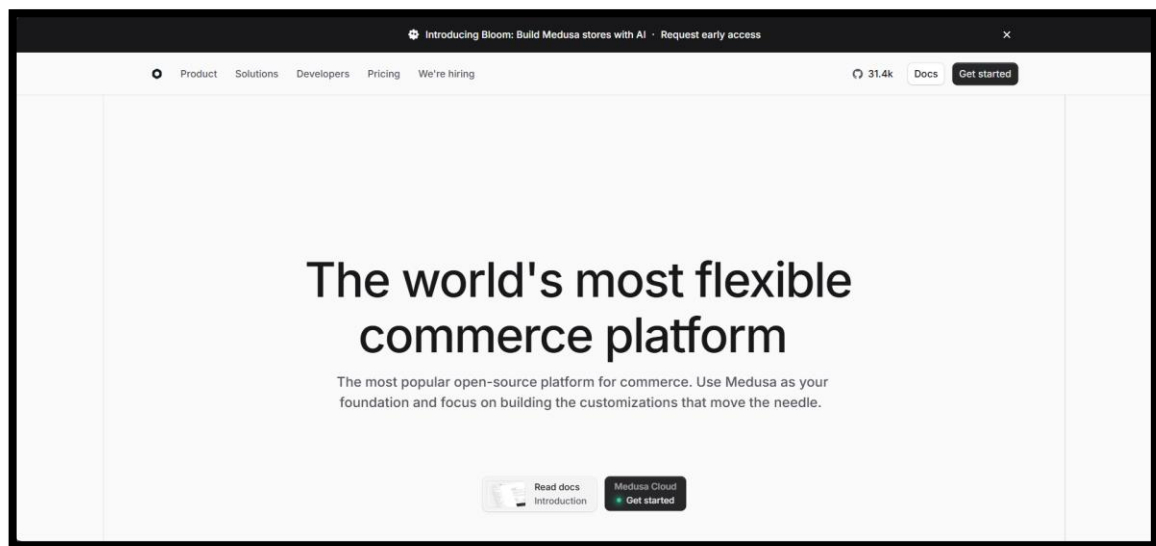 Introducing Bloom: Build Medusa stores with AI · Request early access
Product Solutions Developers Pricing We're hiring 31.4k Docs Get started
The world's most flexible
commerce platform
The most popular open-source platform for commerce. Use Medusa as your
foundation and focus on building the customizations that move the needle.
Read docs
Introduction
Medusa Cloud
Get started